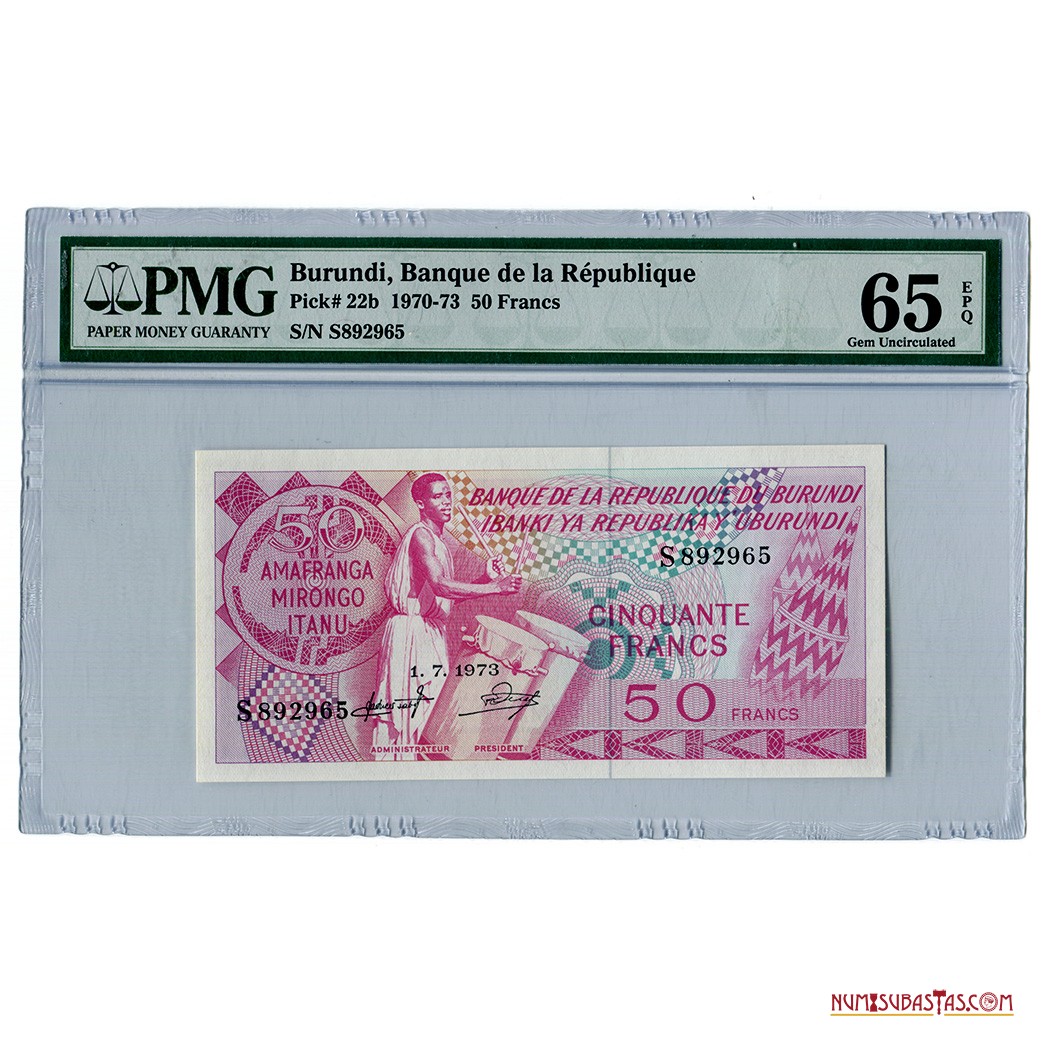 PMG
PAPER MONEY GUARANTY
Burundi, Banque de la République
Pick# 22b 1970-73 50 Francs
S/N S892965
65
EPQ
Gem Uncirculated
BANQUE DE LA REPUBLIQUE DU BURUNDI
IBANKI YA REPUBLIKA Y'UBURUNDI
50
AMAFRANGA
MIRONGO
ITANU
S892965
CINQUANTE
FRANCS
1.7.1973
S892965
50 FRANCS
ADMINISTRATEUR PRESIDENT
NUMISUBASTAS.COM